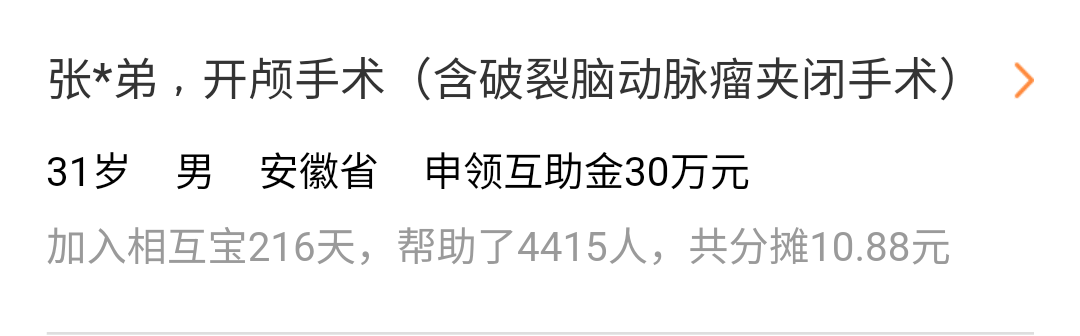 张*弟，开颅手术（含破裂脑动脉瘤夹闭手术）
31岁 男 安徽省 申领互助金30万元
加入相互宝216天，帮助了4415人，共分摊10.88元